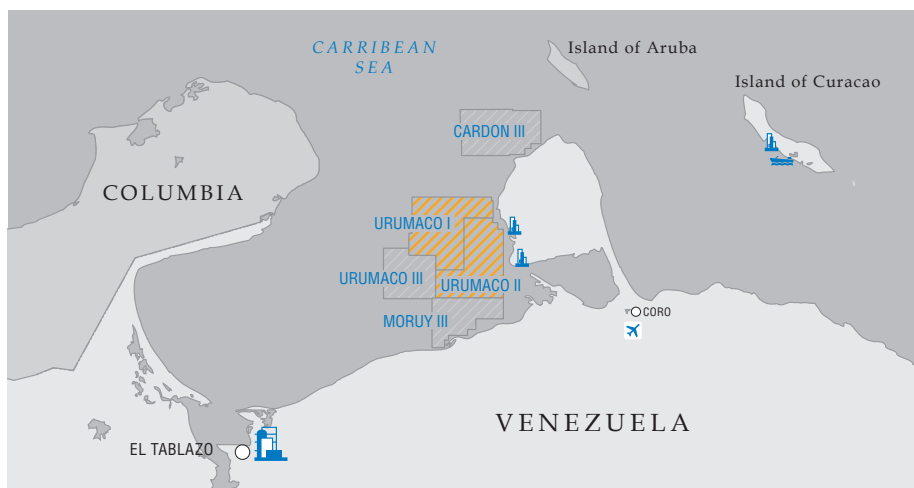 CARRIBEAN
SEA
Island of Aruba
Island of Curacao
CARDON III
COLUMBIA
URUMACO I
URUMACO III
URUMACO II
MORUY III
CORO
VENEZUELA
EL TABLAZO